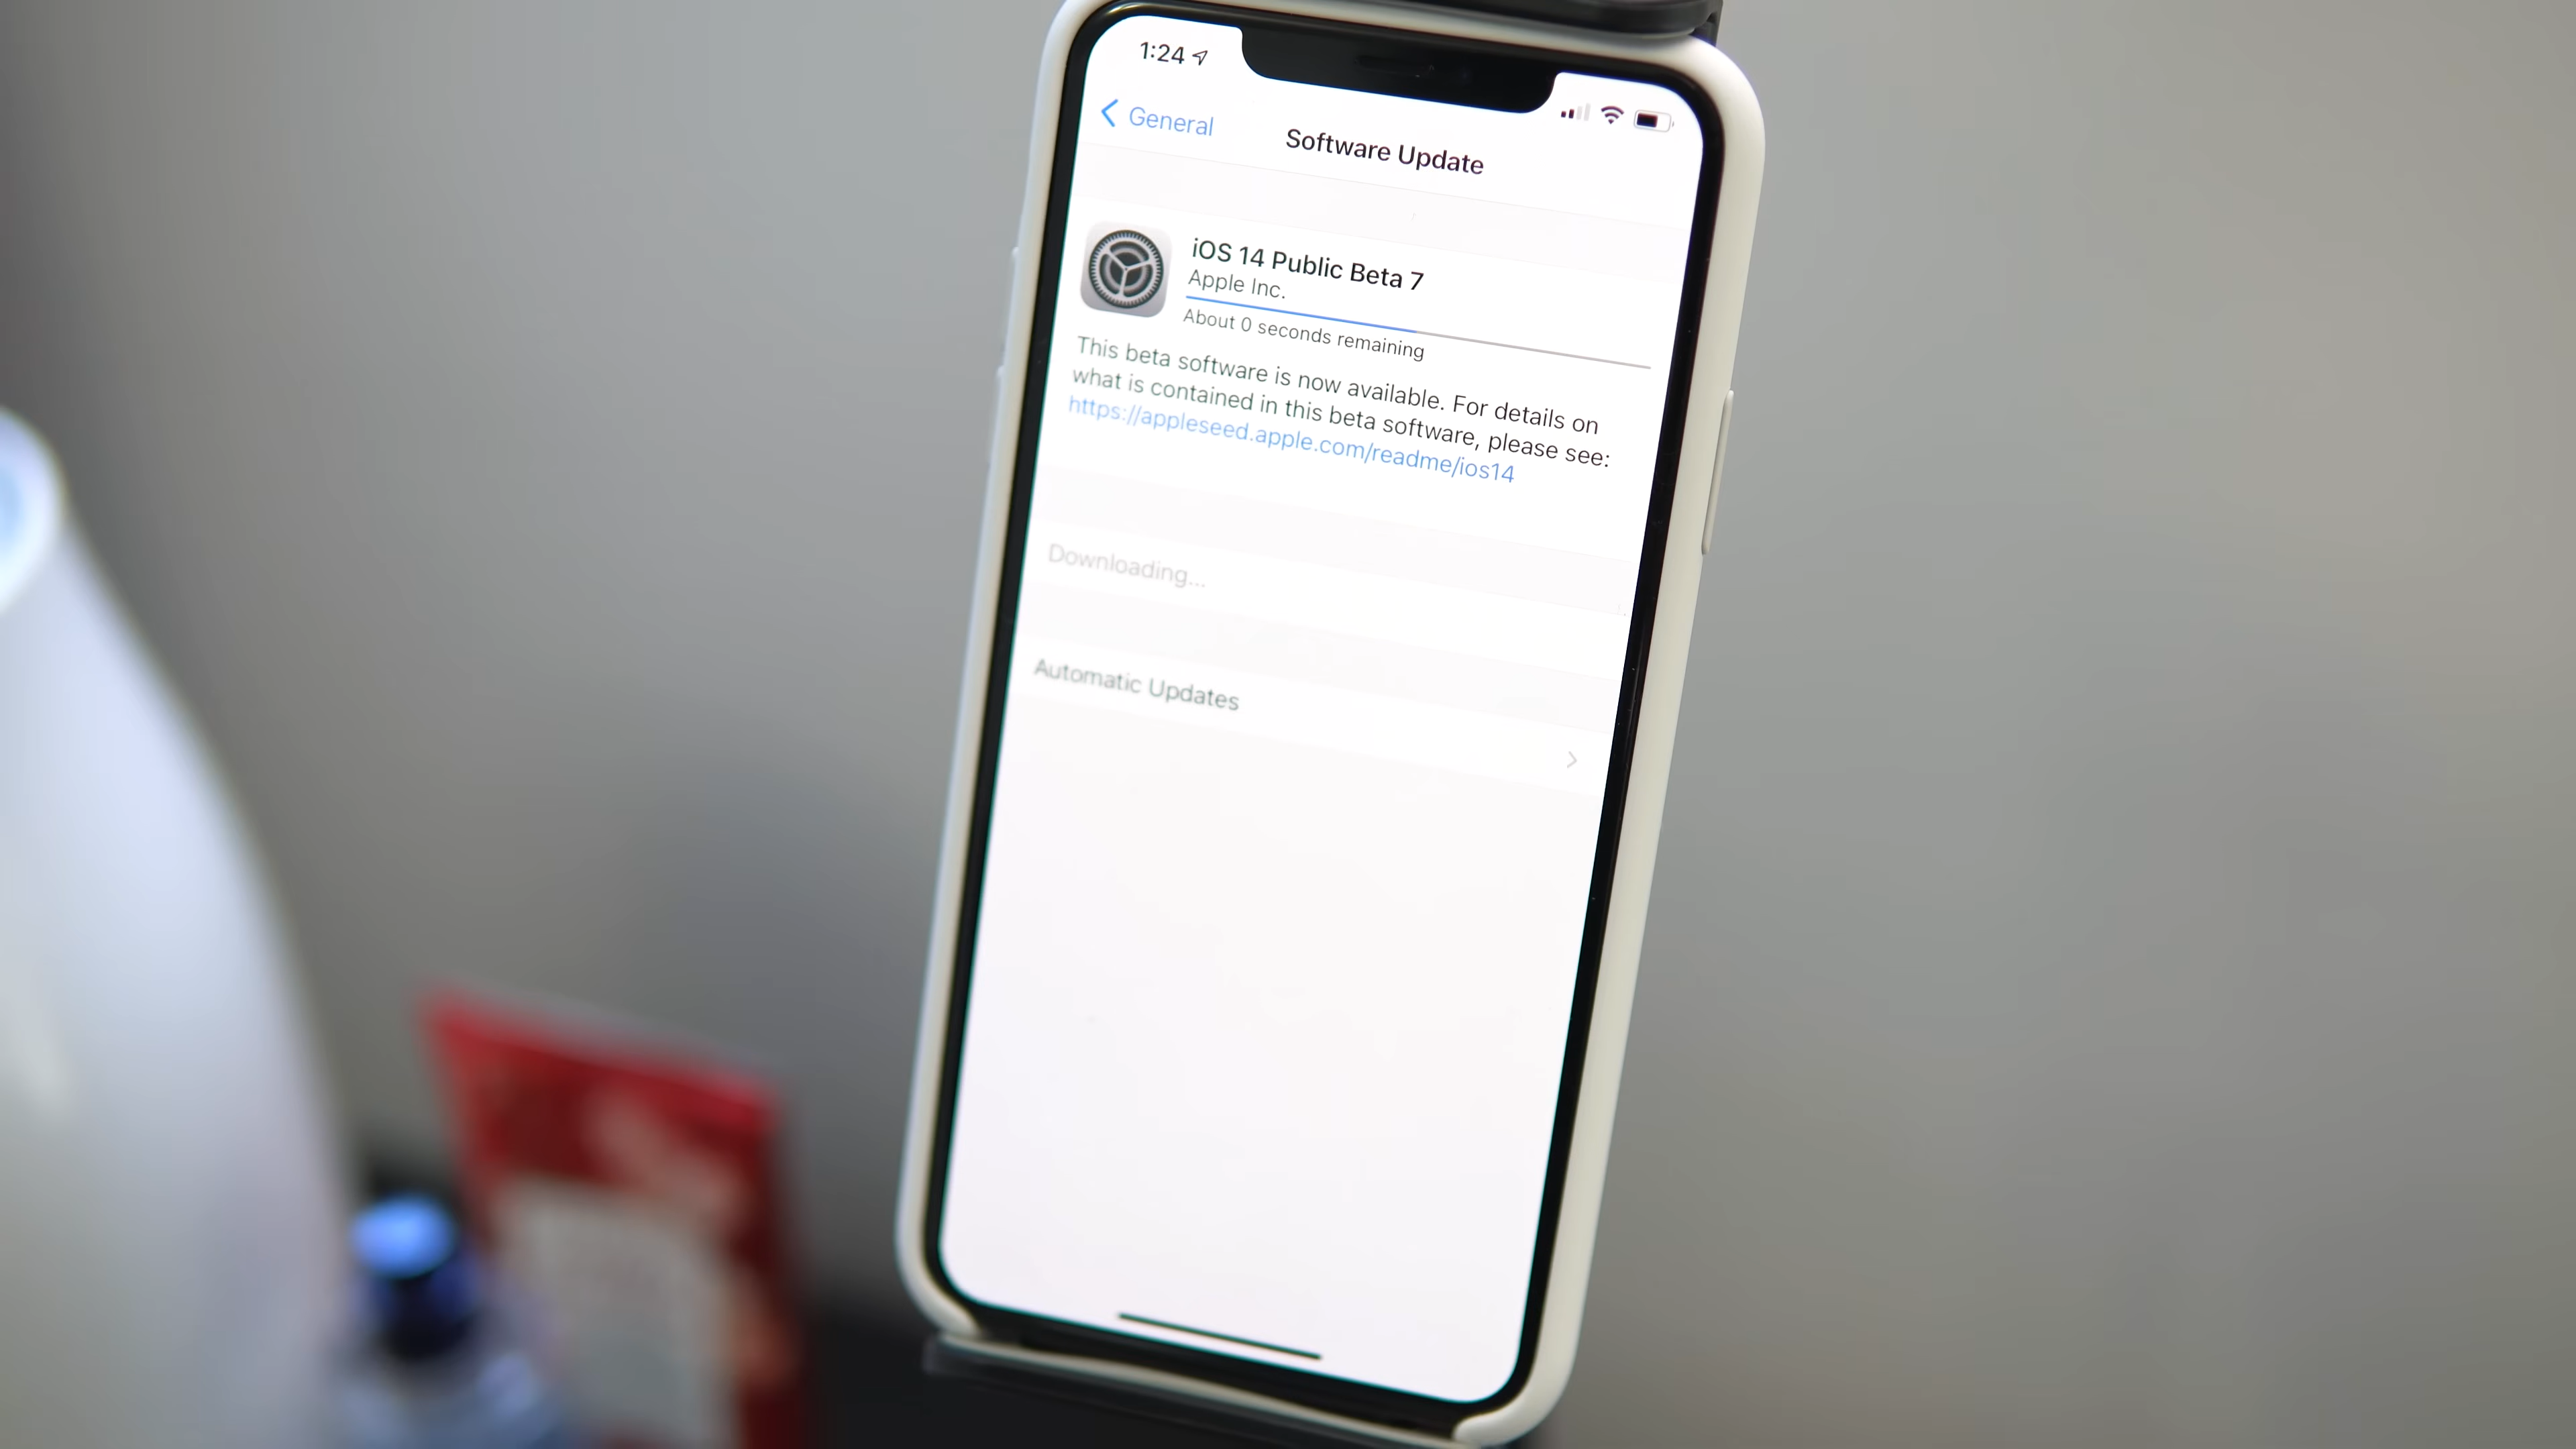 1:24
General
Software Update
iOS 14 Public Beta 7
Apple Inc.
About 0 seconds remaining
This beta software is now available. For details on
what is contained in this beta software, please see:
https://appleseed.apple.com/readme/ios14
Downloading...
Automatic Updates